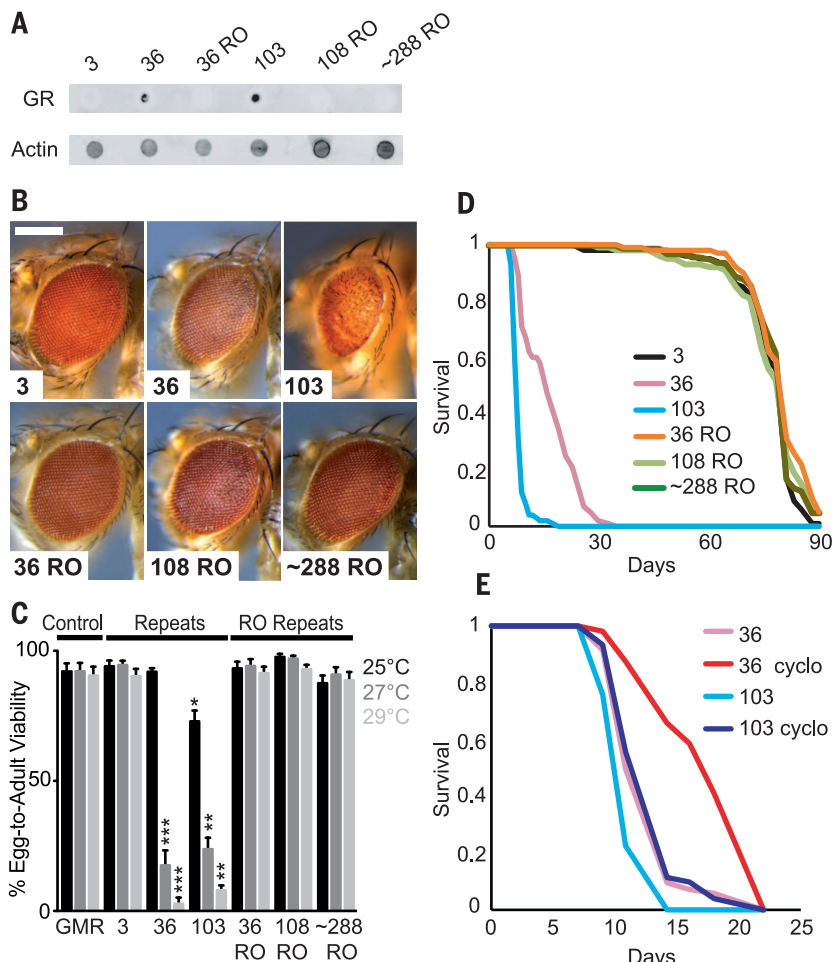 A
3 36 36 RO 103 108 RO ~288 RO
GR
Actin
B
3 36 103
36 RO 108 RO ~288 RO
C
Control Repeats RO Repeats
% Egg-to-Adult Viability
100
50
0
25°C
27°C
29°C
*** *** * ** **
GMR 3 36 103 36 RO 108 RO ~288 RO
D
Survival
1
0.8
0.6
0.4
0.2
0
3
36
103
36 RO
108 RO
~288 RO
0 30 60 90
Days
E
Survival
1
0.8
0.6
0.4
0.2
0
36
36 cyclo
103
103 cyclo
0 5 10 15 20 25
Days